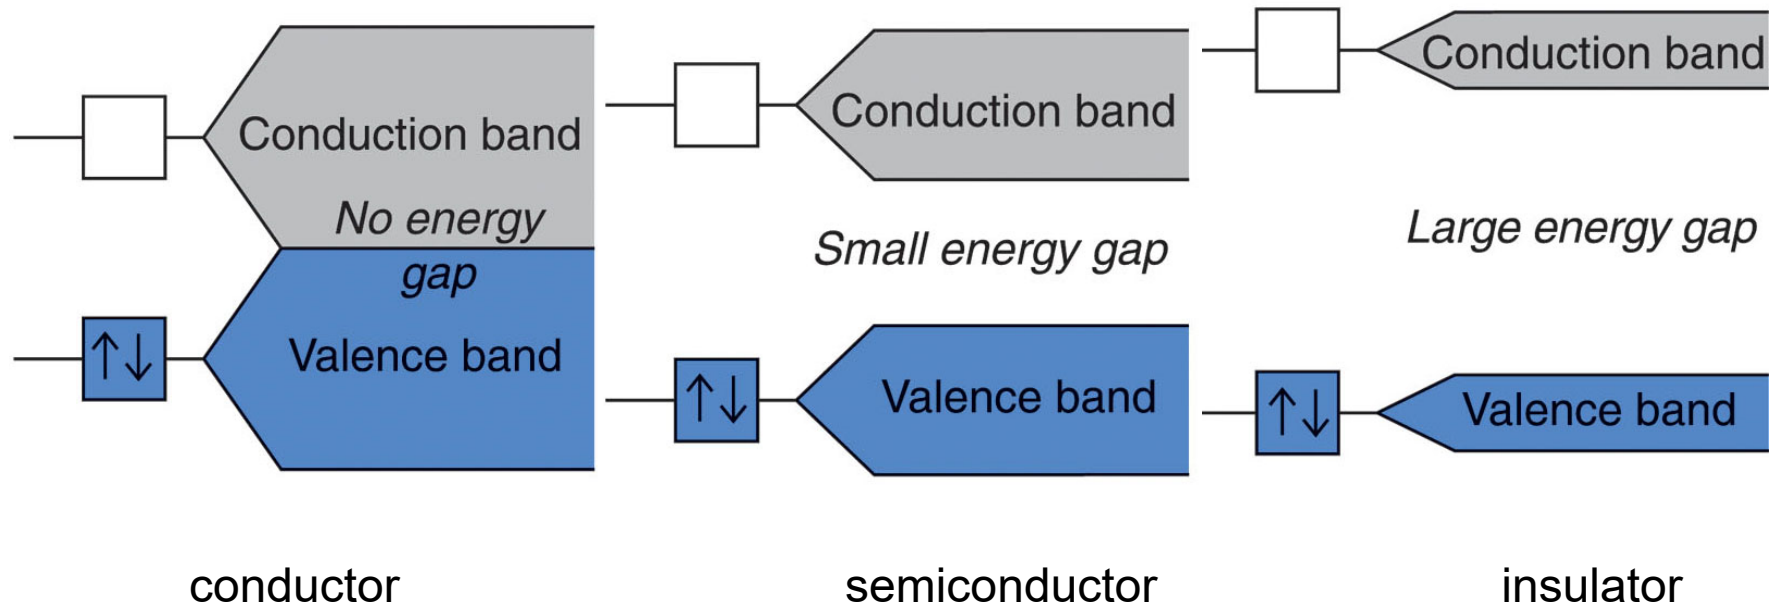 Conduction band
No energy
gap
Valence band
conductor
Conduction band
Small energy gap
Valence band
semiconductor
Conduction band
Large energy gap
Valence band
insulator